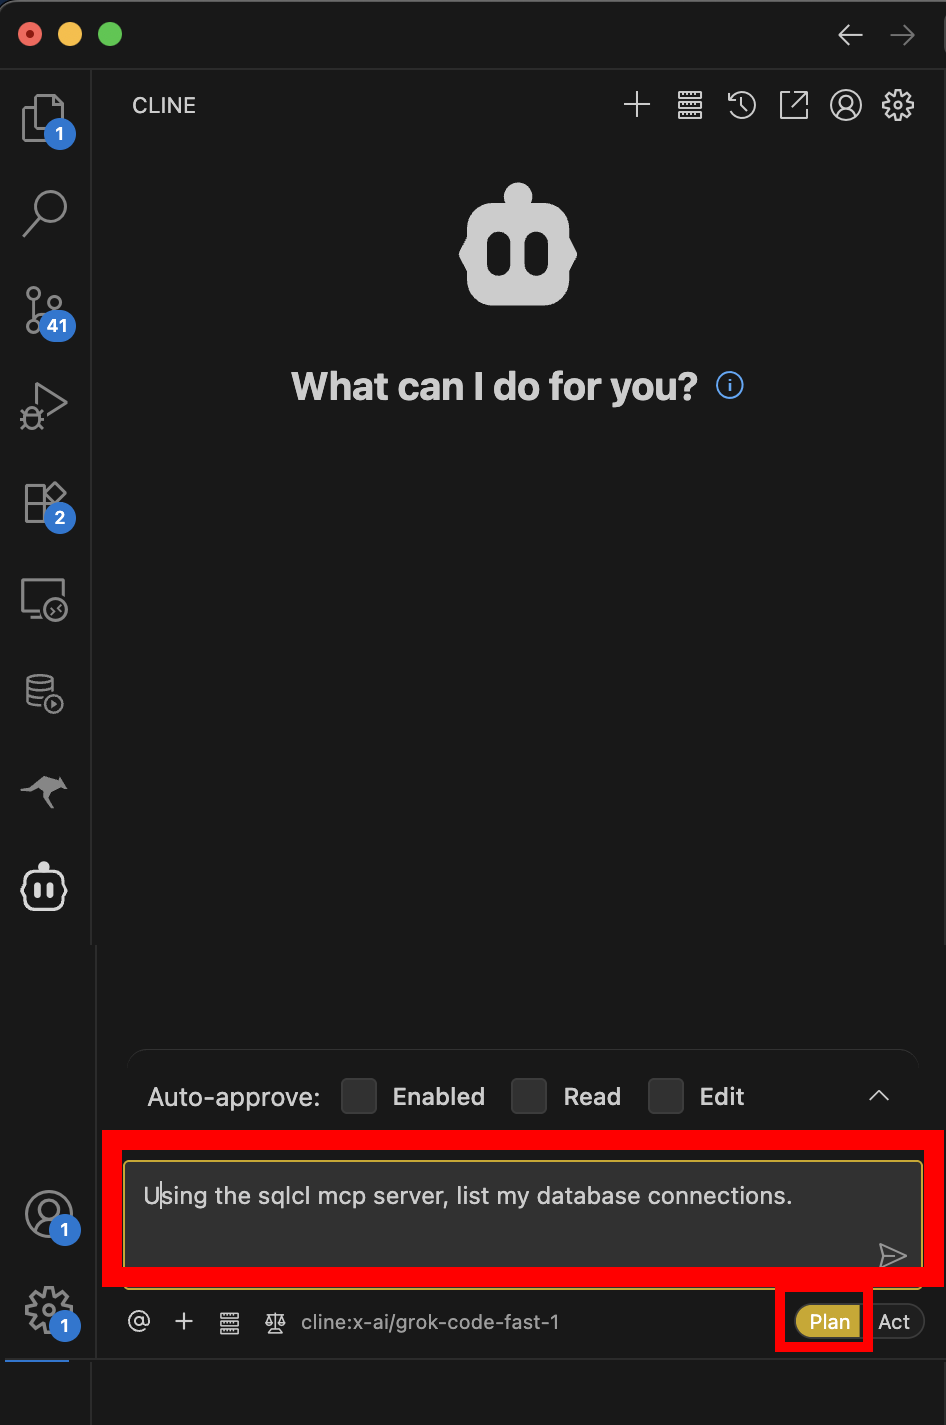 CLINE
1
41
2
What can I do for you?
Auto-approve: Enabled Read Edit
Using the sqlcl mcp server, list my database connections.
1
1
@ cline:x-ai/grok-code-fast-1 Plan Act